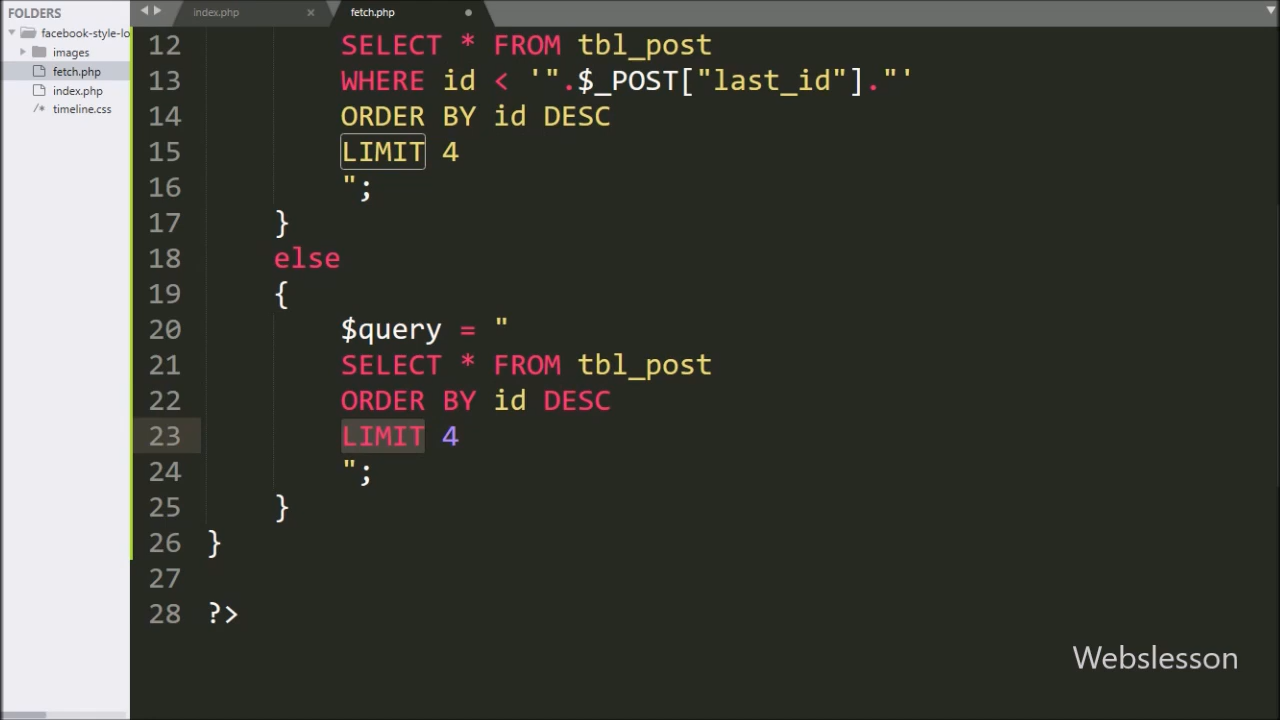 FOLDERS
facebook-style-lo
images
fetch.php
index.php
/* timeline.css
index.php ×
fetch.php
12 SELECT * FROM tbl_post
13 WHERE id < '".$_POST["last_id"]."'
14 ORDER BY id DESC
15 LIMIT 4
16 ";
17 }
18 else
19 {
20 $query = "
21 SELECT * FROM tbl_post
22 ORDER BY id DESC
23 LIMIT 4
24 ";
25 }
26 }
27
28 ?>
Webslesson